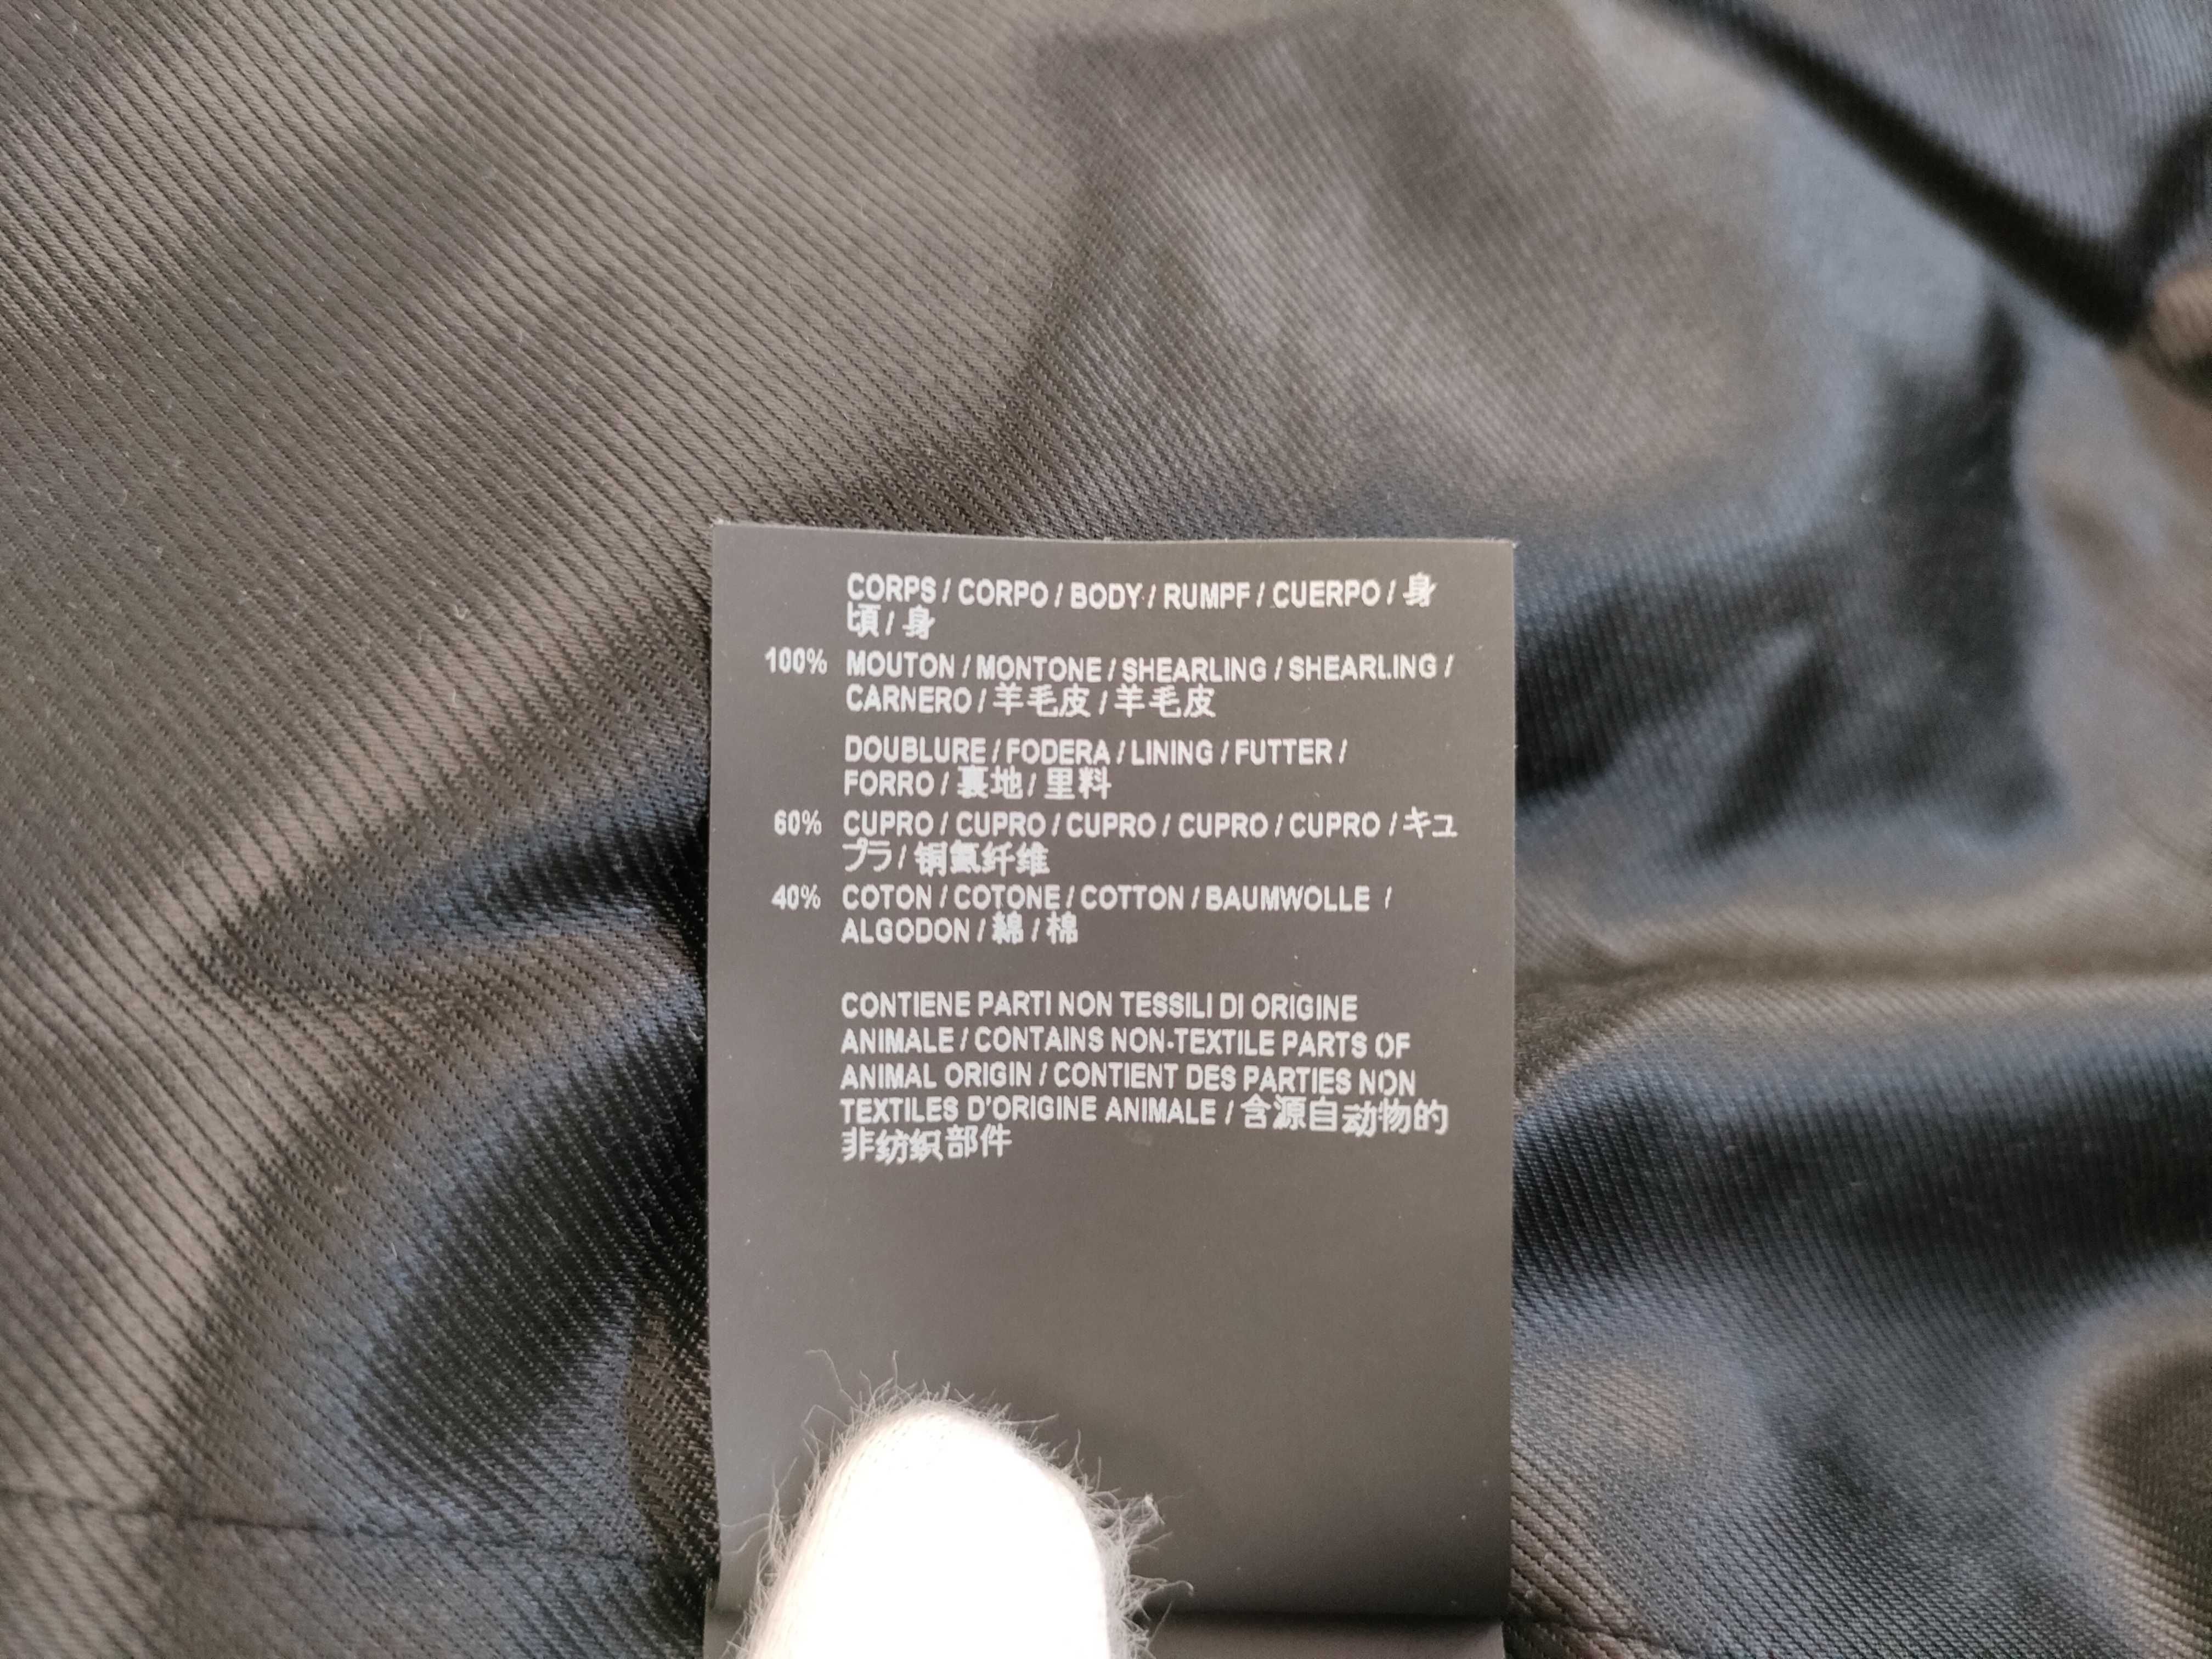 CORPS / CORPO / BODY / RUMPF / CUERPO / 身
頃 / 身
100% MOUTON / MONTONE / SHEARLING / SHEARLING /
CARNERO / 羊毛皮 / 羊毛皮
DOUBLURE / FODERA / LINING / FUTTER /
FORRO / 裏地 / 里料
60% CUPRO / CUPRO / CUPRO / CUPRO / CUPRO / キュ
プラ / 铜氨纤维
40% COTON / COTONE / COTTON / BAUMWOLLE /
ALGODON / 綿 / 棉
CONTIENE PARTI NON TESSILI DI ORIGINE
ANIMALE / CONTAINS NON-TEXTILE PARTS OF
ANIMAL ORIGIN / CONTIENT DES PARTIES NON
TEXTILES D'ORIGINE ANIMALE / 含源自动物的
非纺织部件